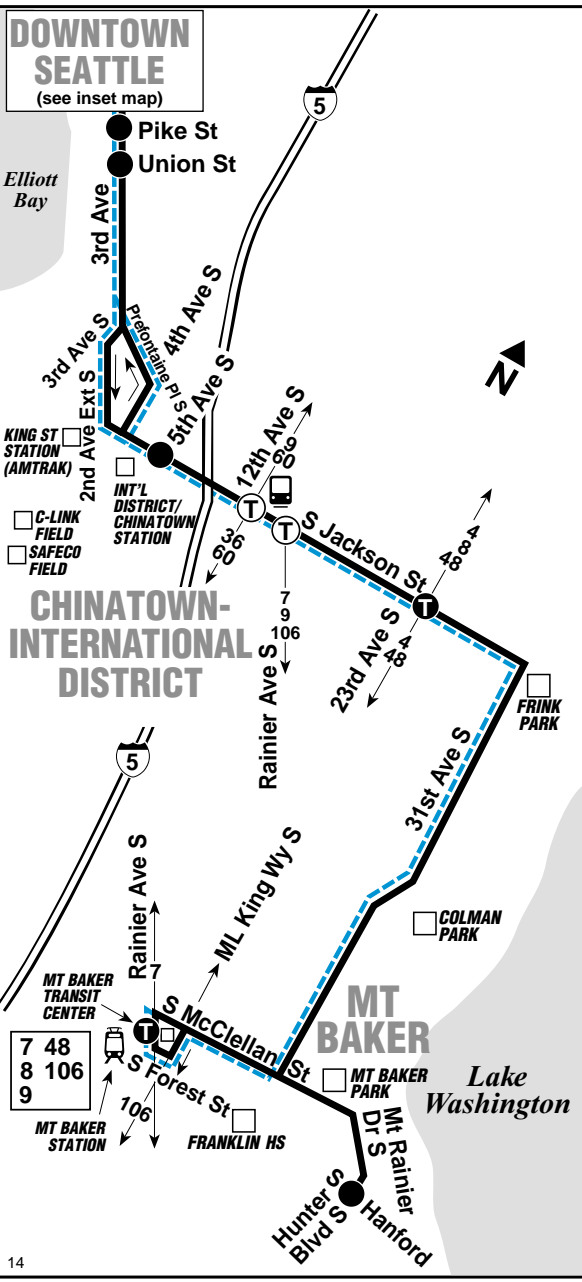 DOWNTOWN
SEATTLE
(see inset map)
5
Pike St
Union St
Elliott
Bay
3rd Ave
3rd Ave S
Prefontaine Pl S
4th Ave S
2nd Ave Ext S
5th Ave S
N
KING ST
STATION
(AMTRAK)
INT'L
DISTRICT/
CHINATOWN
STATION
12th Ave S
9
60
T
T
36
60
C-LINK
FIELD
SAFECO
FIELD
S Jackson St
4
8
48
T
7
9
106
Rainier Ave S
23rd Ave S
4
48
CHINATOWN-
INTERNATIONAL
DISTRICT
FRINK
PARK
31st Ave S
5
Rainier Ave S
7
ML King Wy S
COLMAN
PARK
MT BAKER
TRANSIT
CENTER
T
S McClellan St
MT
BAKER
7 48
8 106
9
S Forest St
106
MT BAKER
STATION
FRANKLIN HS
MT BAKER
PARK
Lake
Washington
Mt Rainier
Dr S
Hunter
Blvd S
S
Hanford
14